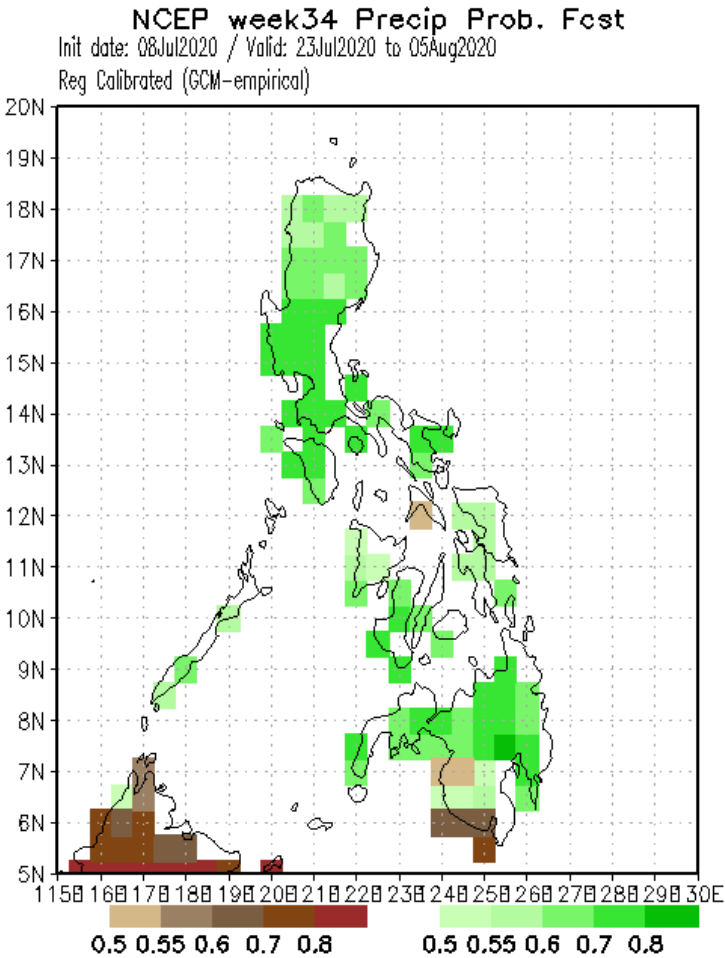 NCEP week34 Precip Prob. Fcst
Init date: 08Jul2020 / Valid: 23Jul2020 to 05Aug2020
Reg Calibrated (GCM-empirical)
20N
19N
18N
17N
16N
15N
14N
13N
12N
11N
10N
9N
8N
7N
6N
5N
115E 116E 117E 118E 119E 120E 121E 122E 123E 124E 125E 126E 127E 128E 129E 130E
0.5 0.55 0.6 0.7 0.8 0.5 0.55 0.6 0.7 0.8